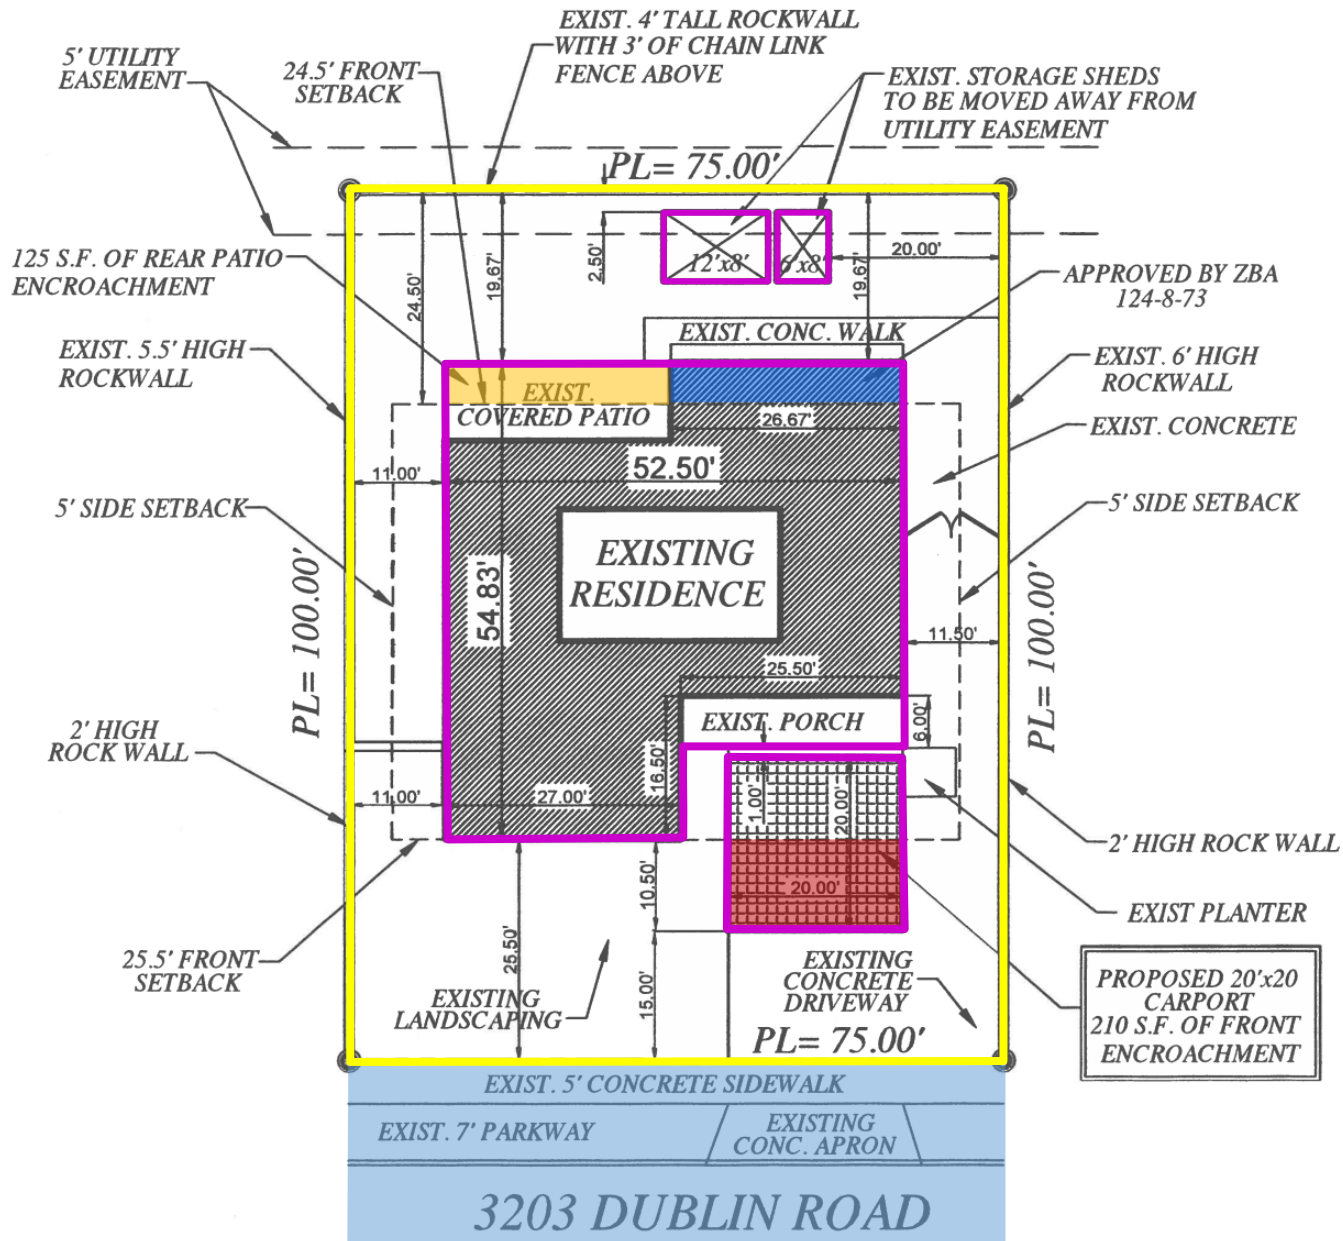 EXIST. 4' TALL ROCKWALL
WITH 3' OF CHAIN LINK
FENCE ABOVE
5' UTILITY
EASEMENT
24.5' FRONT
SETBACK
EXIST. STORAGE SHEDS
TO BE MOVED AWAY FROM
UTILITY EASEMENT
PL= 75.00'
125 S.F. OF REAR PATIO
ENCROACHMENT
24.50'
19.67'
2.50'
12'x8'
6'x8'
19.67'
20.00'
APPROVED BY ZBA
124-8-73
EXIST. 5.5' HIGH
ROCKWALL
EXIST. CONC. WALK
EXIST. 6' HIGH
ROCKWALL
EXIST.
COVERED PATIO
26.67'
EXIST. CONCRETE
11.00'
52.50'
5' SIDE SETBACK
5' SIDE SETBACK
EXISTING
RESIDENCE
54.83'
PL= 100.00'
PL= 100.00'
11.50'
25.50'
2' HIGH
ROCK WALL
EXIST. PORCH
6.00'
16.50'
11.00'
27.00'
1.00'
20.00'
2' HIGH ROCK WALL
20.00'
10.50'
EXIST PLANTER
25.5' FRONT
SETBACK
25.50'
15.00'
EXISTING
LANDSCAPING
EXISTING
CONCRETE
DRIVEWAY
PROPOSED 20'x20
CARPORT
210 S.F. OF FRONT
ENCROACHMENT
PL= 75.00'
EXIST. 5' CONCRETE SIDEWALK
EXIST. 7' PARKWAY
EXISTING
CONC. APRON
3203 DUBLIN ROAD